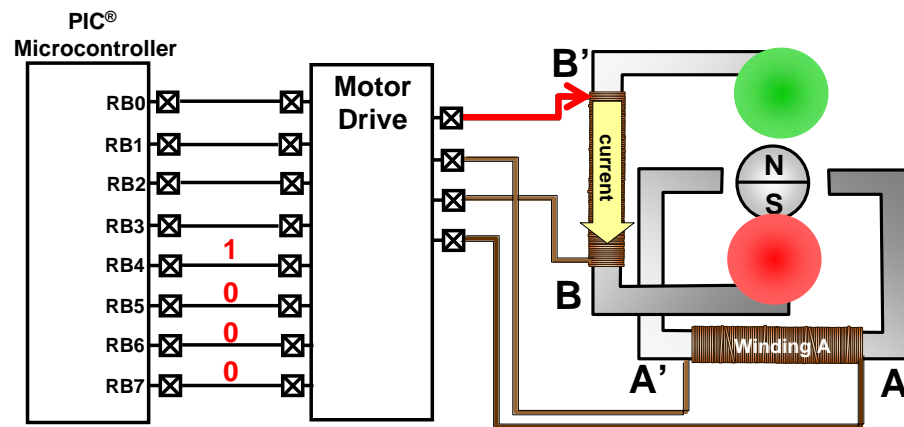 PIC®
Microcontroller
RB0
RB1
RB2
RB3
RB4
RB5
RB6
RB7
1
0
0
0
Motor
Drive
B’
current
B
N
S
Winding A
A’
A